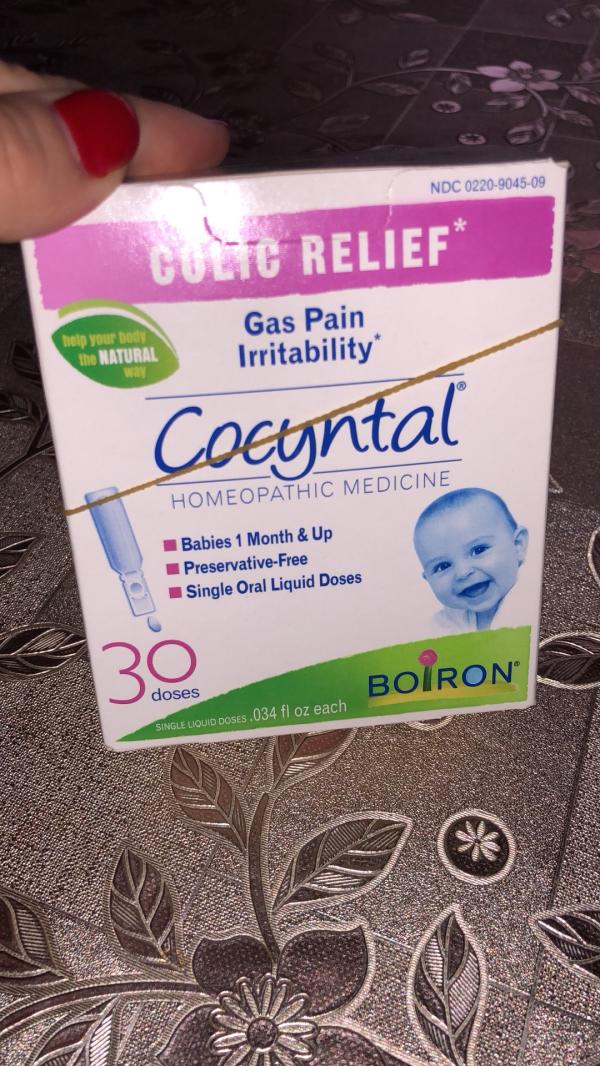 NDC 0220-9045-09
COLIC RELIEF*
help your body
the NATURAL
way
Gas Pain
Irritability*
Cocyntal®
HOMEOPATHIC MEDICINE
Babies 1 Month & Up
Preservative-Free
Single Oral Liquid Doses
30
doses
SINGLE LIQUID DOSES .034 fl oz each
BOIRON®